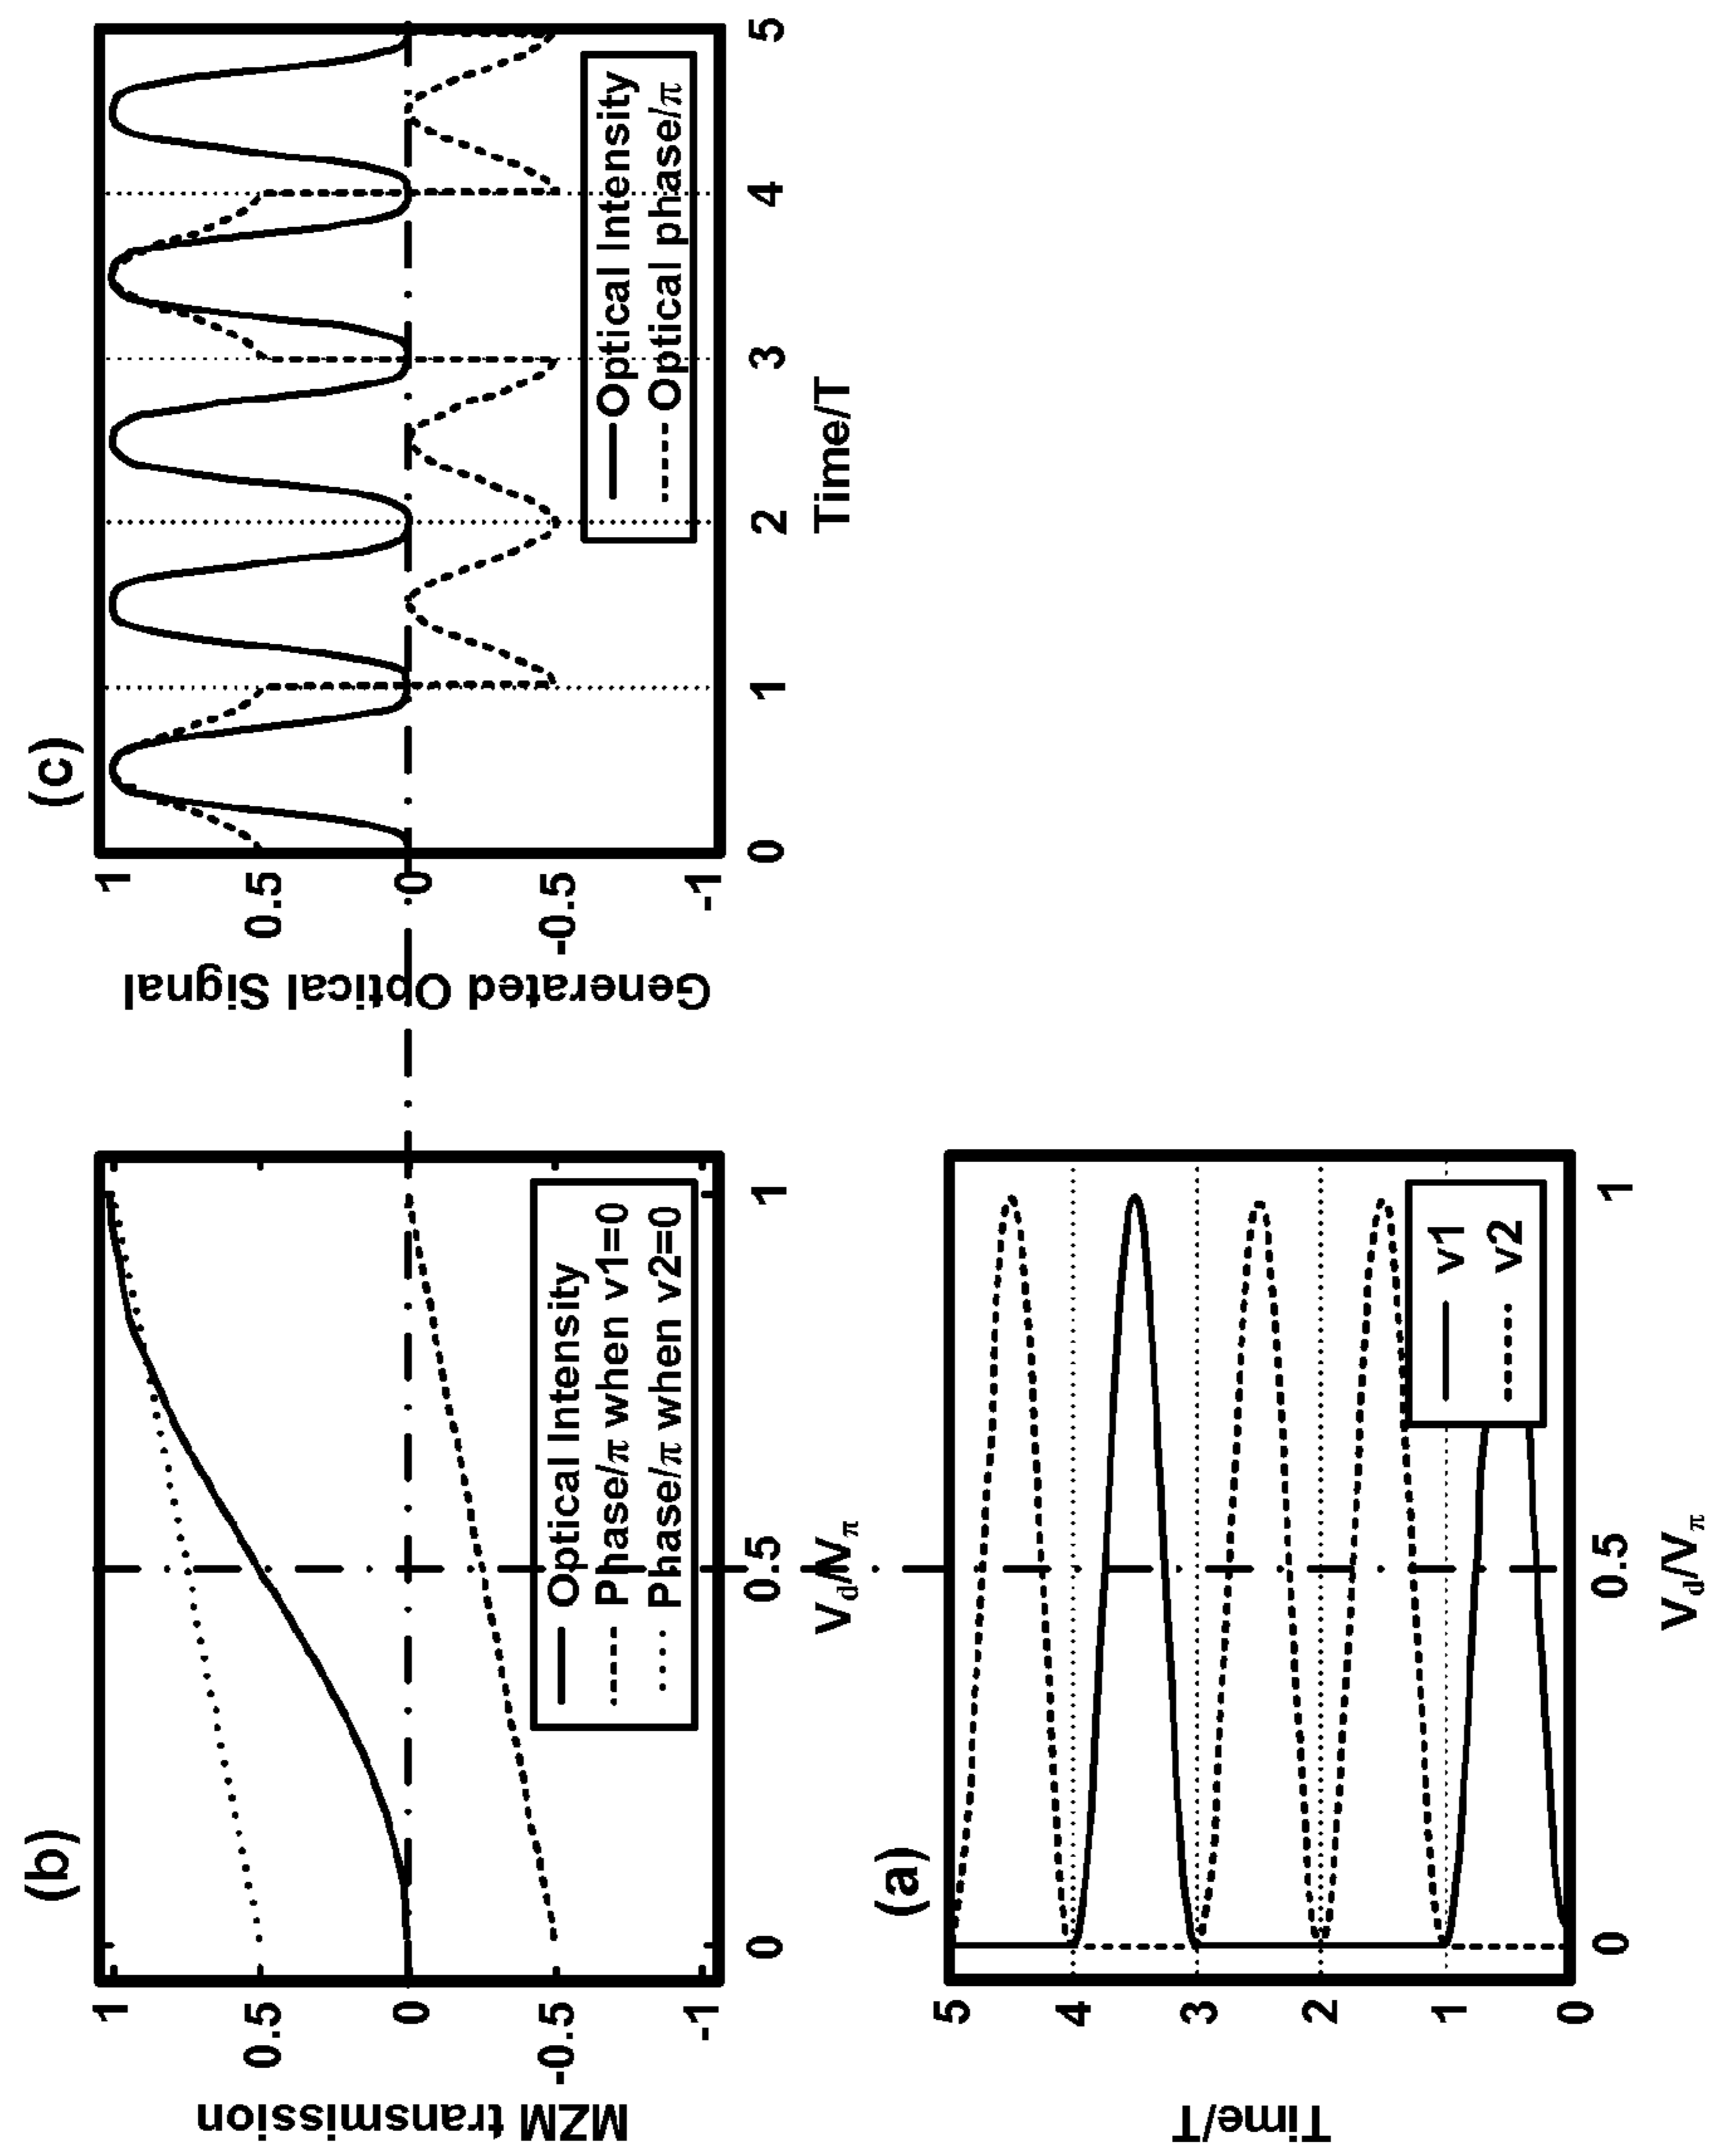 (b)
MZM transmission
1
0.5
0
-0.5
-1
Optical Intensity
Phase/π when v1=0
Phase/π when v2=0
0
0.5
1
Vd/Vπ
(c)
Generated Optical Signal
1
0.5
0
-0.5
-1
Optical Intensity
Optical phase/π
0
1
2
3
4
5
Time/T
(a)
Time/T
5
4
3
2
1
0
v1
v2
0
0.5
1
Vd/Vπ